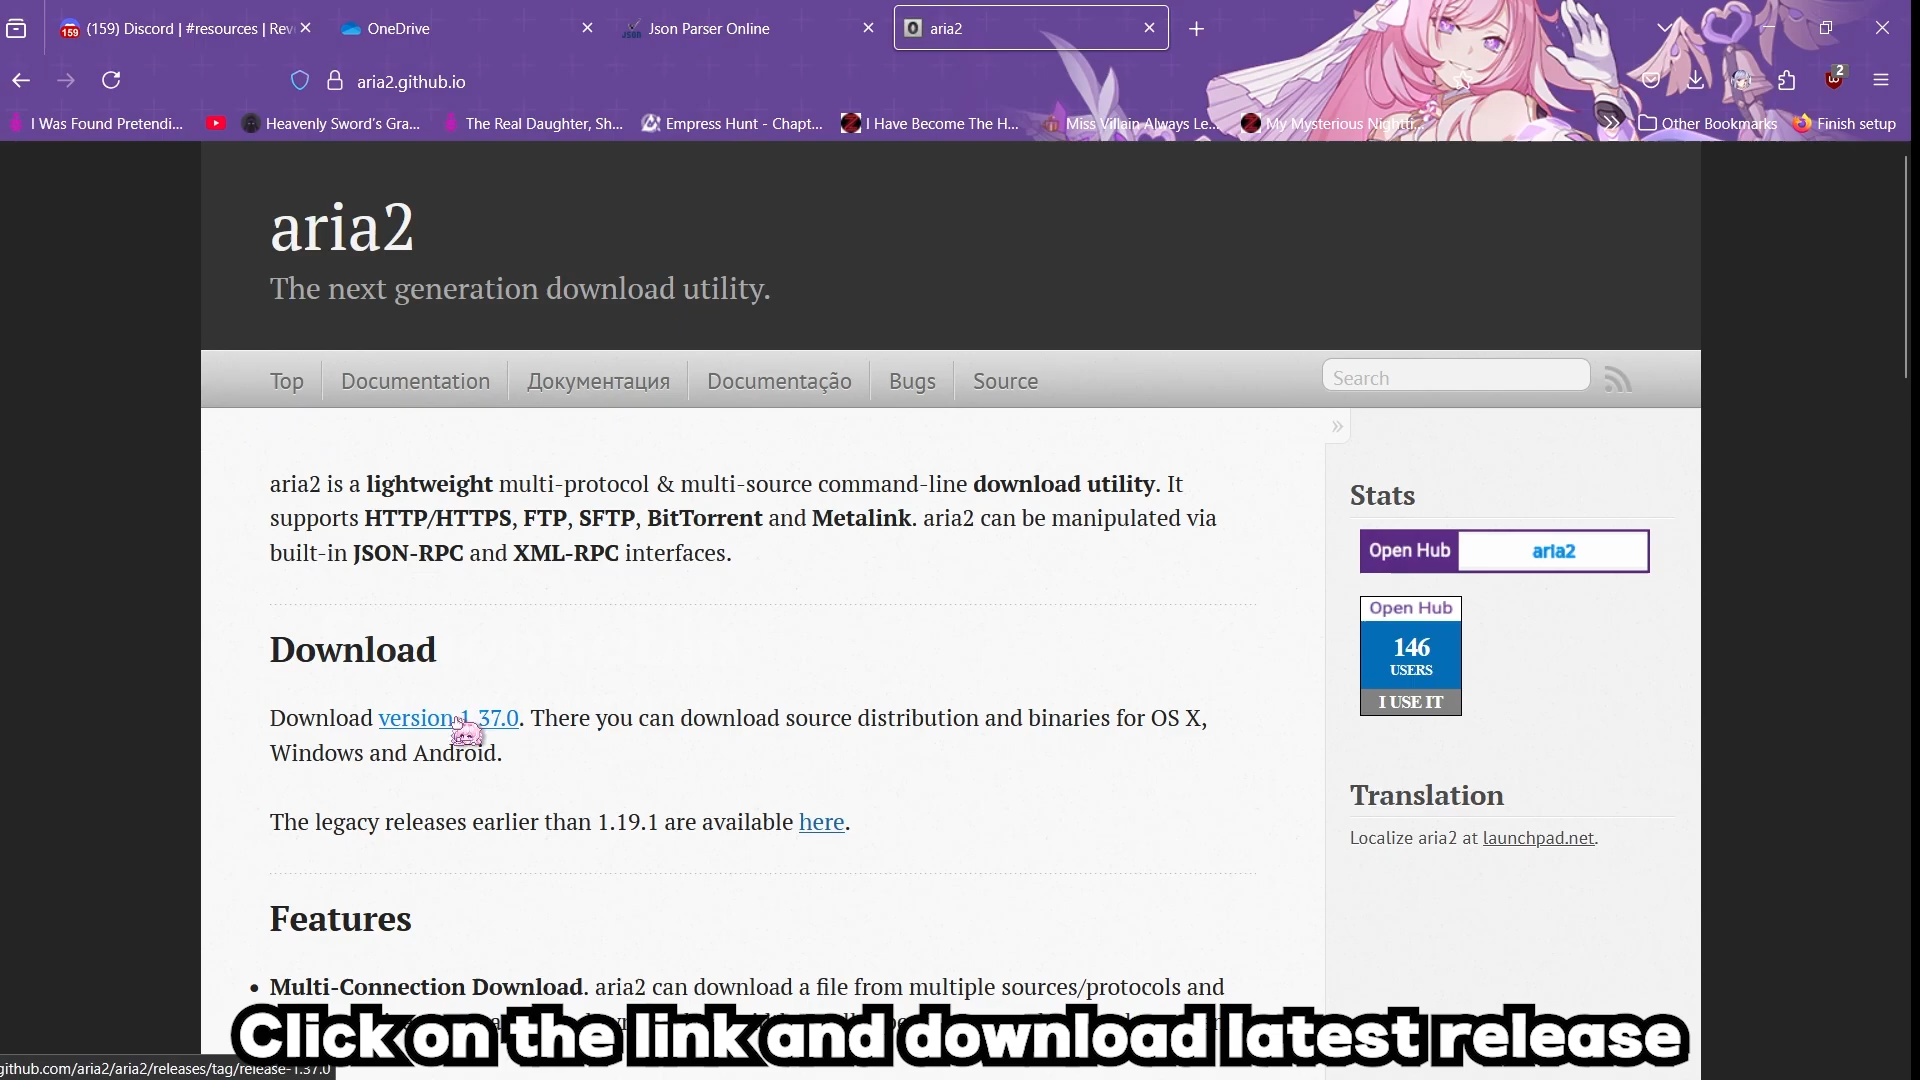 (159) Discord | #resources | Rev
OneDrive
Json Parser Online
aria2
159
aria2.github.io
2
I Was Found Pretendi...
Heavenly Sword's Gra...
The Real Daughter, Sh...
Empress Hunt - Chapt...
I Have Become The H...
Miss Villain Always Le...
My Mysterious Nightf...
Other Bookmarks
Finish setup
aria2
The next generation download utility.
Top
Documentation
Документация
Documentação
Bugs
Source
Search
»
aria2 is a lightweight multi-protocol & multi-source command-line download utility. It
supports HTTP/HTTPS, FTP, SFTP, BitTorrent and Metalink. aria2 can be manipulated via
built-in JSON-RPC and XML-RPC interfaces.
Download
Download version 1.37.0. There you can download source distribution and binaries for OS X,
Windows and Android.
The legacy releases earlier than 1.19.1 are available here.
Features
• Multi-Connection Download. aria2 can download a file from multiple sources/protocols and
Stats
Open Hub aria2
Open Hub
146
USERS
I USE IT
Translation
Localize aria2 at launchpad.net.
Click on the link and download latest release
github.com/aria2/aria2/releases/tag/release-1.37.0